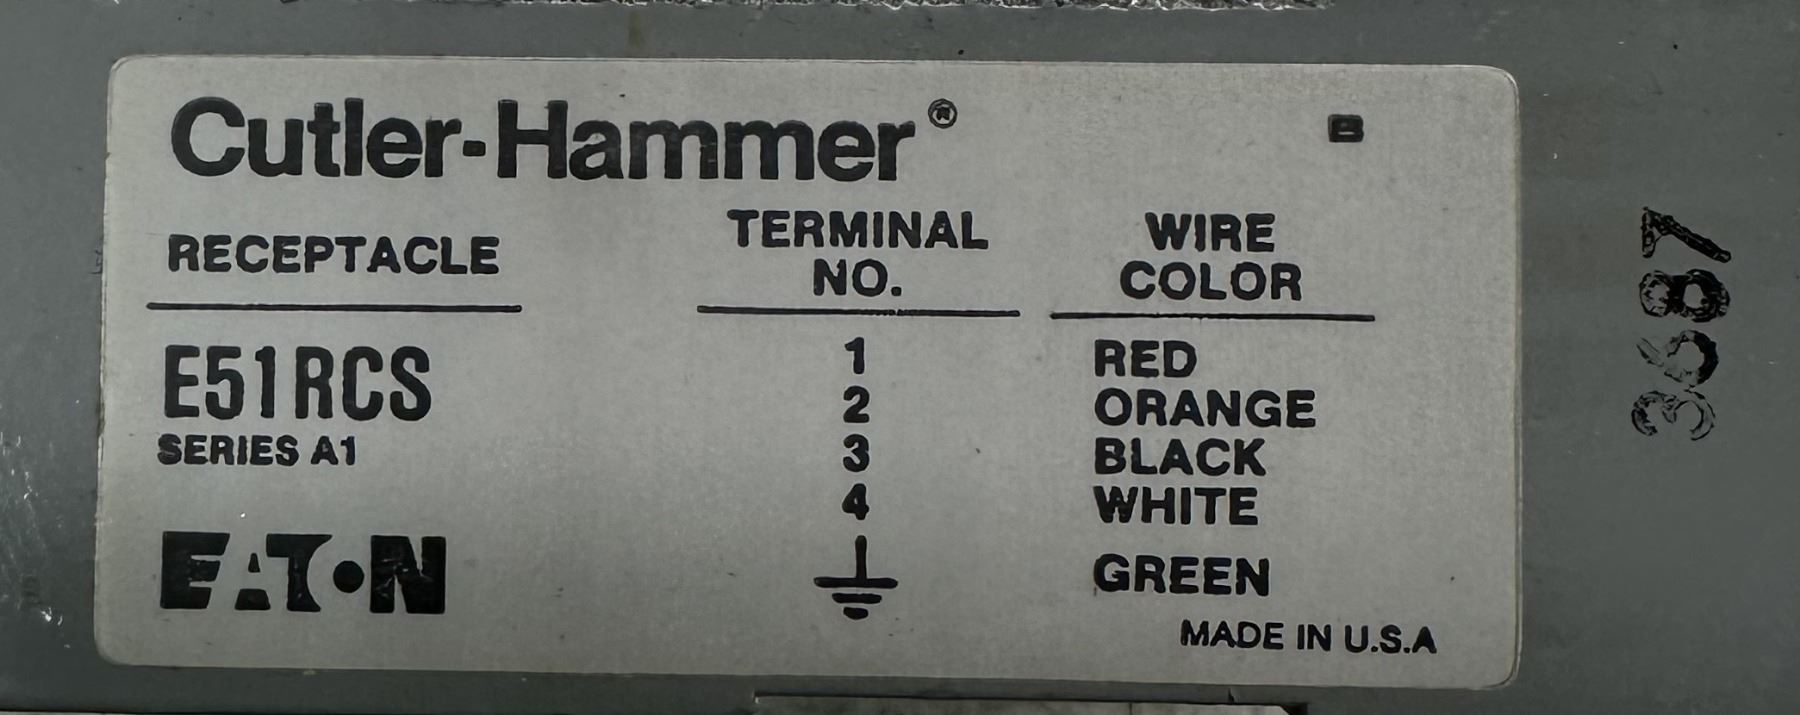 Cutler-Hammer®
B
RECEPTACLE
TERMINAL NO.
WIRE COLOR
E51RCS
SERIES A1
1 RED
2 ORANGE
3 BLACK
4 WHITE
GREEN
EATON
MADE IN U.S.A
3687